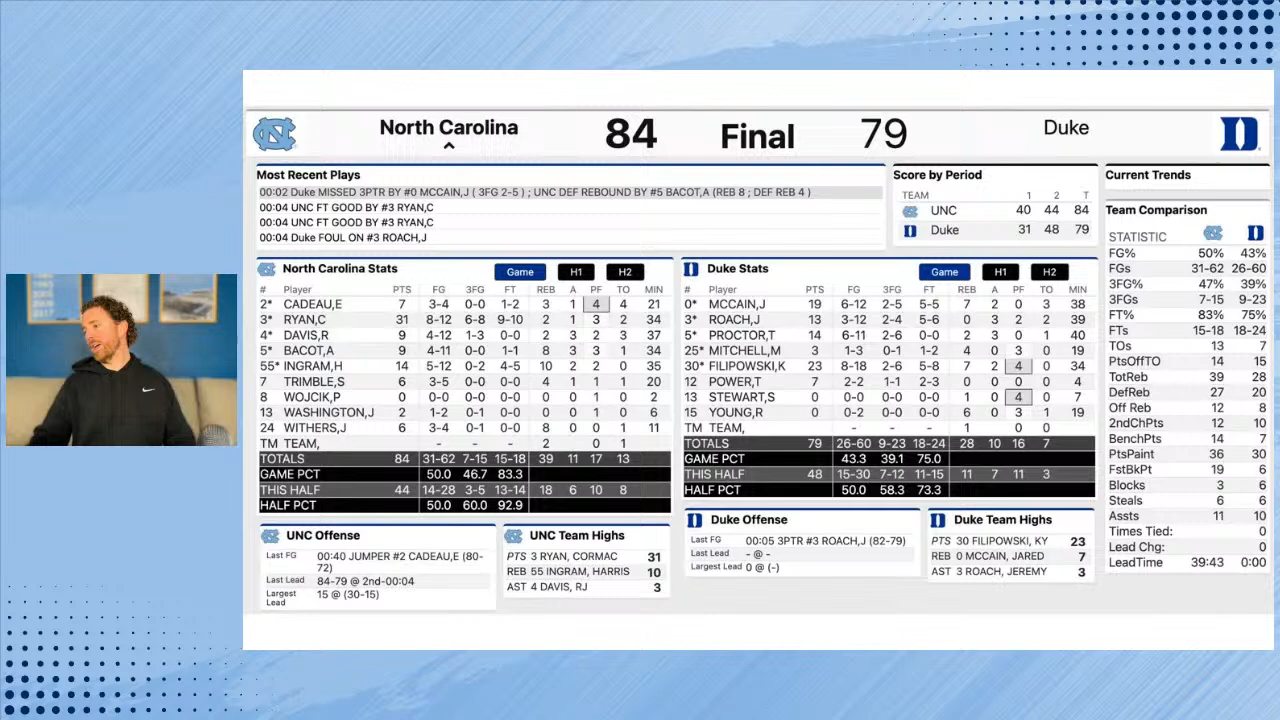 North Carolina 84 Final 79 Duke
Most Recent Plays
00:02 Duke MISSED 3PTR BY #0 MCCAIN,J ( 3FG 2-5 ) ; UNC DEF REBOUND BY #5 BACOT,A (REB 8 ; DEF REB 4 )
00:04 UNC FT GOOD BY #3 RYAN,C
00:04 UNC FT GOOD BY #3 RYAN,C
00:04 Duke FOUL ON #3 ROACH,J
Score by Period
TEAM 1 2 T
UNC 40 44 84
Duke 31 48 79
Current Trends
North Carolina Stats Game H1 H2
# Player PTS FG 3FG FT REB A PF TO MIN
2* CADEAU,E 7 3-4 0-0 1-2 3 1 4 4 21
3* RYAN,C 31 8-12 6-8 9-10 2 1 3 2 34
4* DAVIS,R 9 4-12 1-3 0-0 2 3 2 3 37
5* BACOT,A 9 4-11 0-0 1-1 8 3 3 1 34
55* INGRAM,H 14 5-12 0-2 4-5 10 2 2 0 35
7 TRIMBLE,S 6 3-5 0-0 0-0 4 1 1 1 20
8 WOJCIK,P 0 0-0 0-0 0-0 0 0 1 0 2
13 WASHINGTON,J 2 1-2 0-1 0-0 2 0 1 0 6
24 WITHERS,J 6 3-4 0-1 0-0 8 0 0 1 11
TM TEAM, - - - 2 0 1
TOTALS 84 31-62 7-15 15-18 39 11 17 13
GAME PCT 50.0 46.7 83.3
THIS HALF 44 14-28 3-5 13-14 18 6 10 8
HALF PCT 50.0 60.0 92.9
Duke Stats Game H1 H2
# Player PTS FG 3FG FT REB A PF TO MIN
0* MCCAIN,J 19 6-12 2-5 5-5 7 2 0 3 38
3* ROACH,J 13 3-12 2-4 5-6 0 3 2 2 39
5* PROCTOR,T 14 6-11 2-6 0-0 2 3 0 1 40
25* MITCHELL,M 3 1-3 0-1 1-2 4 0 3 0 19
30* FILIPOWSKI,K 23 8-18 2-6 5-8 7 2 4 0 34
12 POWER,T 7 2-2 1-1 2-3 0 0 0 0 4
13 STEWART,S 0 0-0 0-0 0-0 1 0 4 0 7
15 YOUNG,R 0 0-2 0-0 0-0 6 0 3 1 19
TM TEAM, - - - 1 0 0
TOTALS 79 26-60 9-23 18-24 28 10 16 7
GAME PCT 43.3 39.1 75.0
THIS HALF 48 15-30 7-12 11-15 11 7 11 3
HALF PCT 50.0 58.3 73.3
Team Comparison
STATISTIC
FG% 50% 43%
FGs 31-62 26-60
3FG% 47% 39%
3FGs 7-15 9-23
FT% 83% 75%
FTs 15-18 18-24
TOs 13 7
PtsOffTO 14 15
TotReb 39 28
DefReb 27 20
Off Reb 12 8
2ndChPts 12 10
BenchPts 14 7
PtsPaint 36 30
FstBkPt 19 6
Blocks 3 6
Steals 6 6
Assts 11 10
Times Tied: 0
Lead Chg: 0
LeadTime 39:43 0:00
UNC Offense
Last FG 00:40 JUMPER #2 CADEAU,E (80-
72)
Last Lead 84-79 @ 2nd-00:04
Largest Lead 15 @ (30-15)
UNC Team Highs
PTS 3 RYAN, CORMAC 31
REB 55 INGRAM, HARRIS 10
AST 4 DAVIS, RJ 3
Duke Offense
Last FG 00:05 3PTR #3 ROACH,J (82-79)
Last Lead - @ -
Largest Lead 0 @ (-)
Duke Team Highs
PTS 30 FILIPOWSKI, KY 23
REB 0 MCCAIN, JARED 7
AST 3 ROACH, JEREMY 3